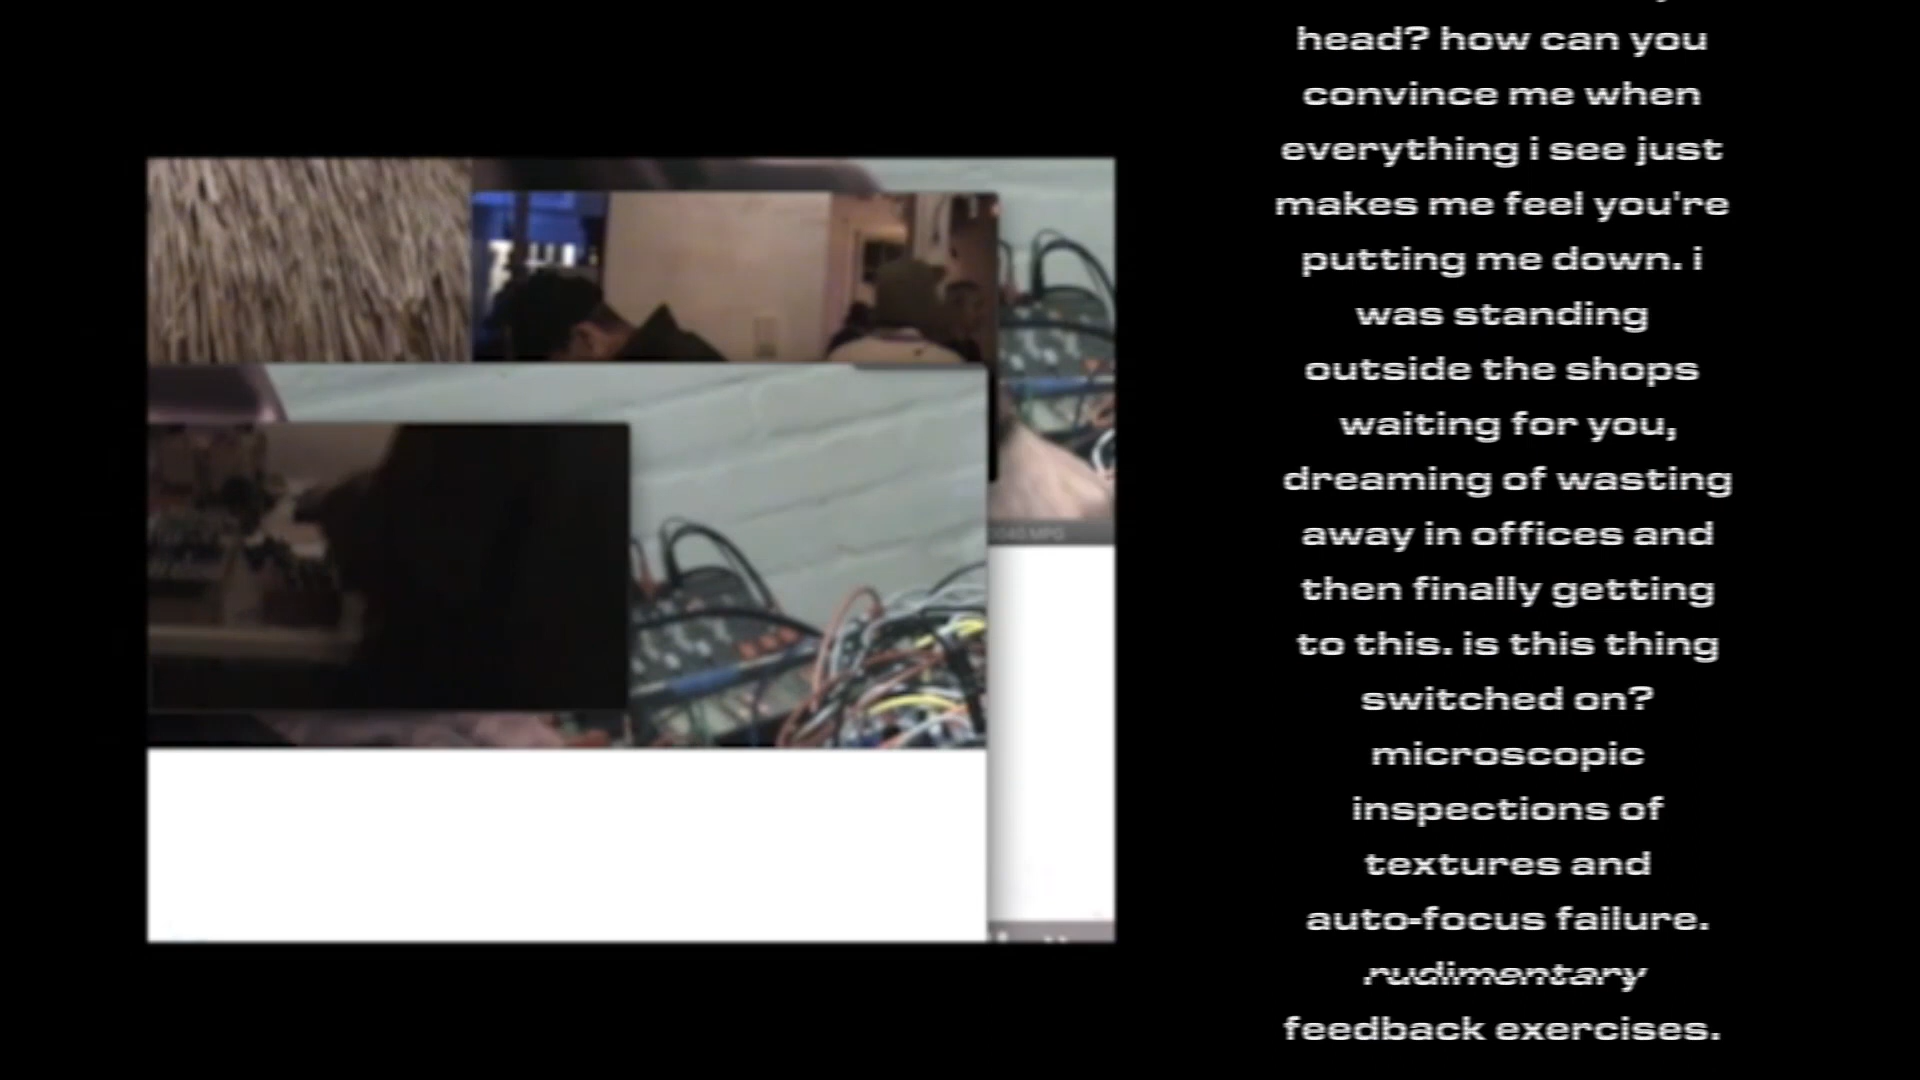 head? how can you
convince me when
everything i see just
makes me feel you're
putting me down. i
was standing
outside the shops
waiting for you,
dreaming of wasting
away in offices and
then finally getting
to this. is this thing
switched on?
microscopic
inspections of
textures and
auto-focus failure.
rudimentary
feedback exercises.